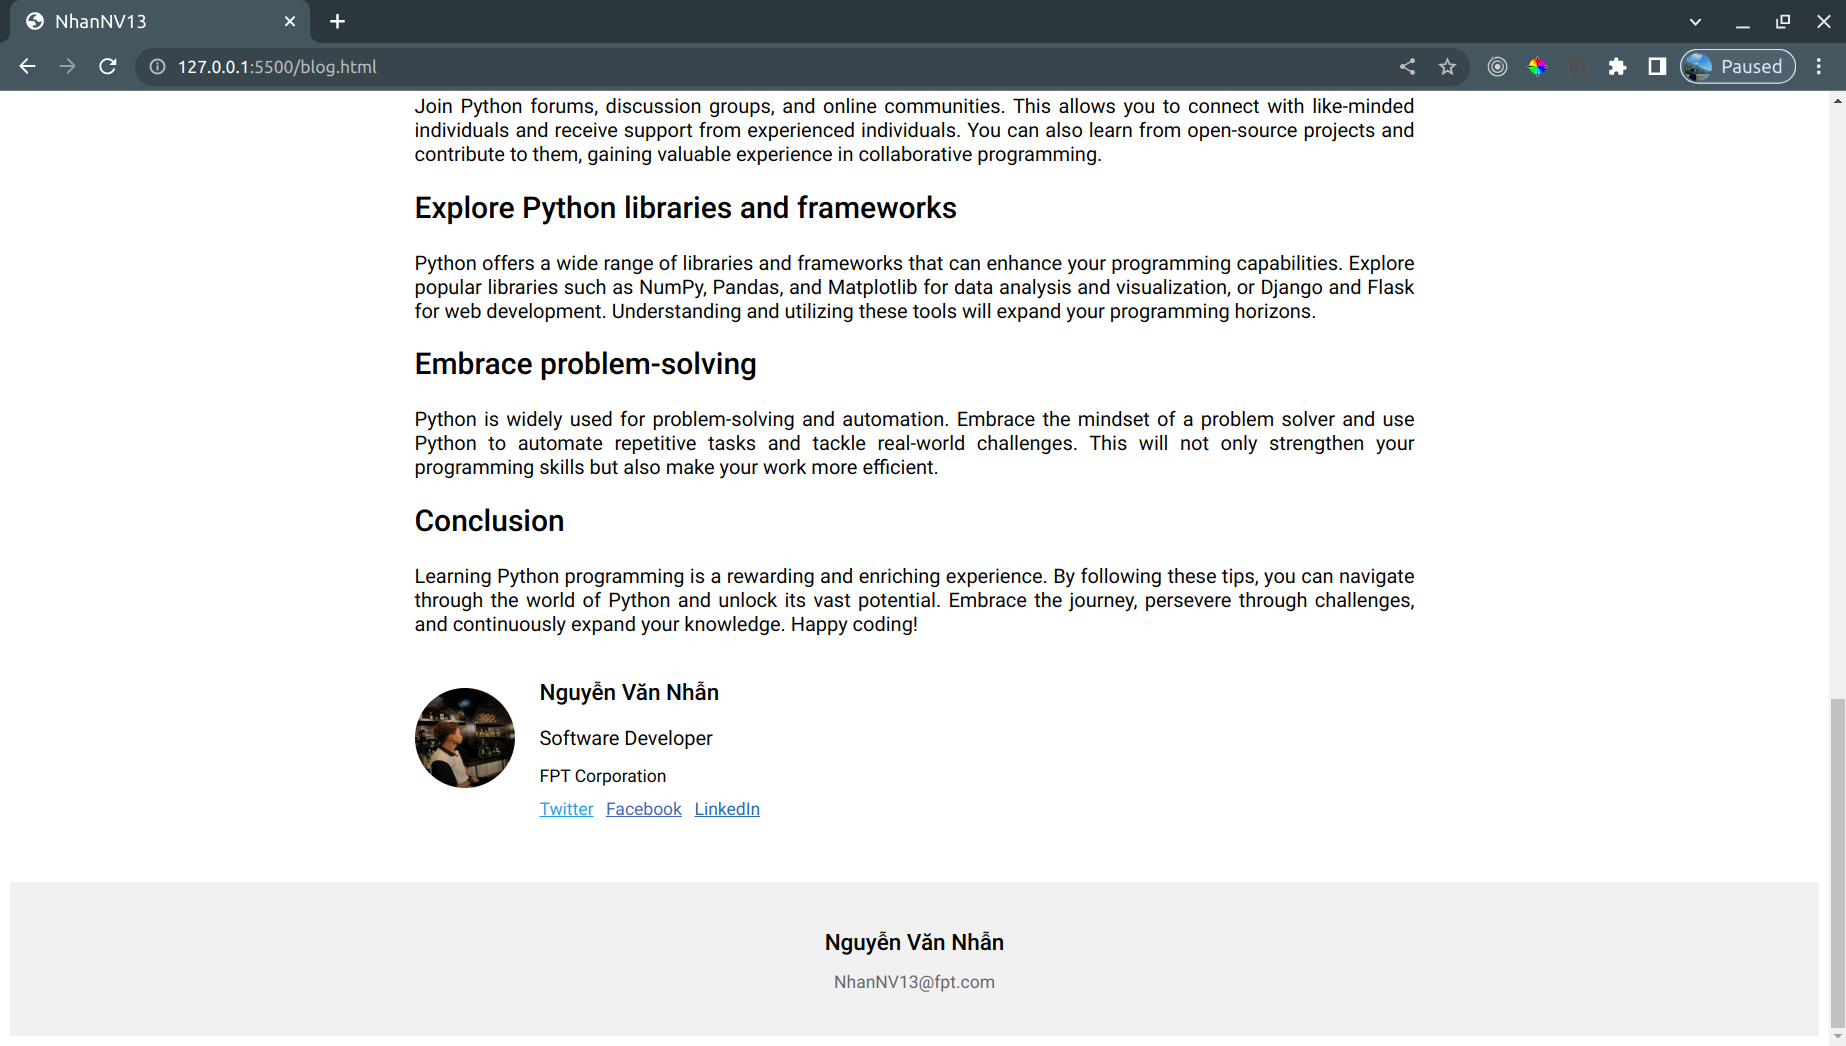 NhanNV13
127.0.0.1:5500/blog.html
Paused
Join Python forums, discussion groups, and online communities. This allows you to connect with like-minded
individuals and receive support from experienced individuals. You can also learn from open-source projects and
contribute to them, gaining valuable experience in collaborative programming.
Explore Python libraries and frameworks
Python offers a wide range of libraries and frameworks that can enhance your programming capabilities. Explore
popular libraries such as NumPy, Pandas, and Matplotlib for data analysis and visualization, or Django and Flask
for web development. Understanding and utilizing these tools will expand your programming horizons.
Embrace problem-solving
Python is widely used for problem-solving and automation. Embrace the mindset of a problem solver and use
Python to automate repetitive tasks and tackle real-world challenges. This will not only strengthen your
programming skills but also make your work more efficient.
Conclusion
Learning Python programming is a rewarding and enriching experience. By following these tips, you can navigate
through the world of Python and unlock its vast potential. Embrace the journey, persevere through challenges,
and continuously expand your knowledge. Happy coding!
Nguyễn Văn Nhẫn
Software Developer
FPT Corporation
Twitter Facebook LinkedIn
Nguyễn Văn Nhẫn
NhanNV13@fpt.com